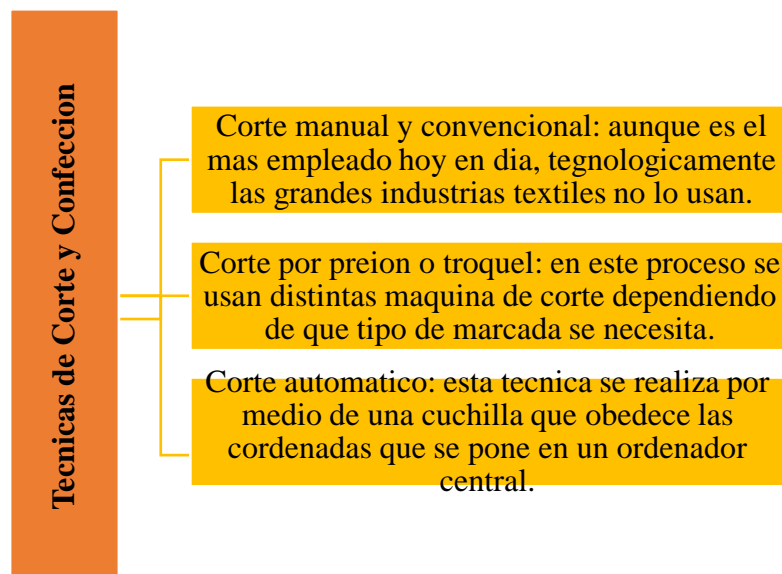 Tecnicas de Corte y Confeccion
Corte manual y convencional: aunque es el
mas empleado hoy en dia, tegnologicamente
las grandes industrias textiles no lo usan.
Corte por preion o troquel: en este proceso se
usan distintas maquina de corte dependiendo
de que tipo de marcada se necesita.
Corte automatico: esta tecnica se realiza por
medio de una cuchilla que obedece las
cordenadas que se pone en un ordenador
central.